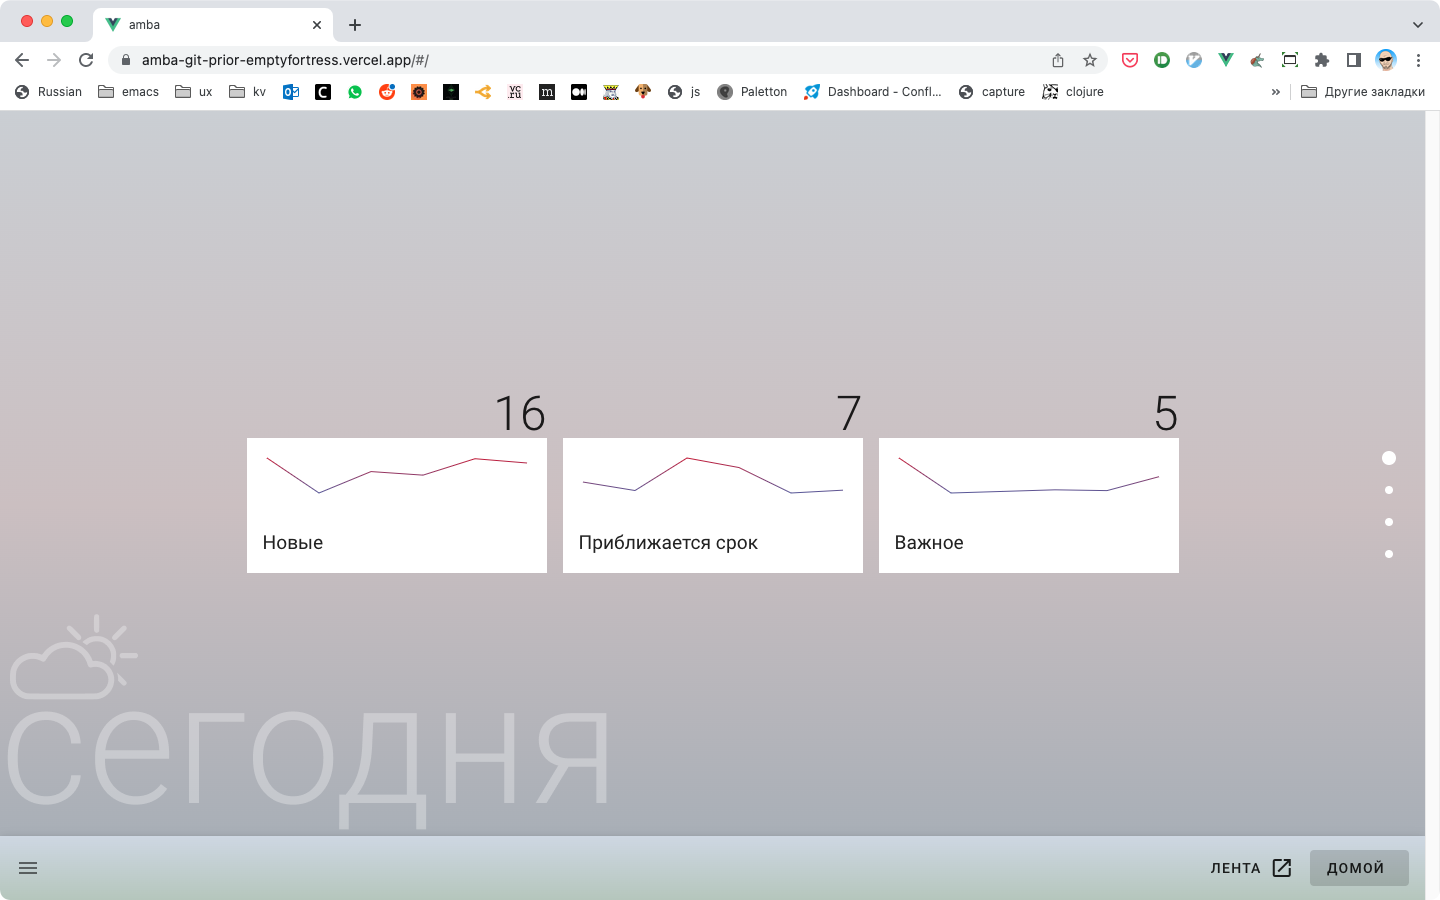 amba
amba-git-prior-emptyfortress.vercel.app/#/
Russian emacs ux kv js Paletton Dashboard - Confl... capture clojure » Другие закладки
16 7 5
Новые Приближается срок Важное
сегодня
ЛЕНТА ДОМОЙ